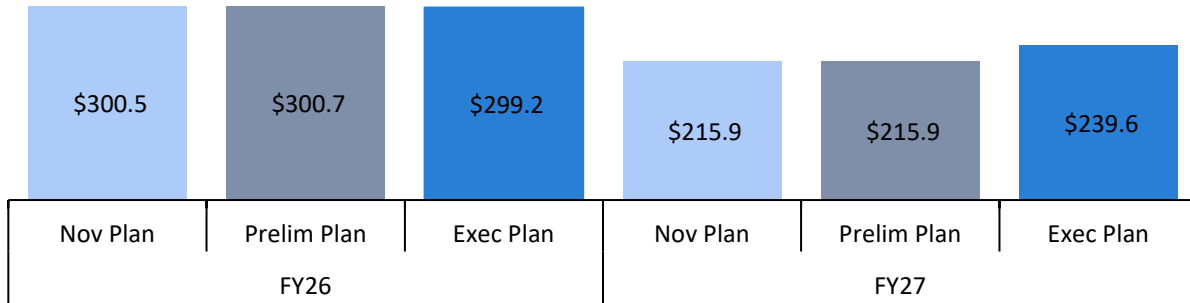 $300.5 $300.7 $299.2 $215.9 $215.9 $239.6
Nov Plan Prelim Plan Exec Plan Nov Plan Prelim Plan Exec Plan
FY26 FY27